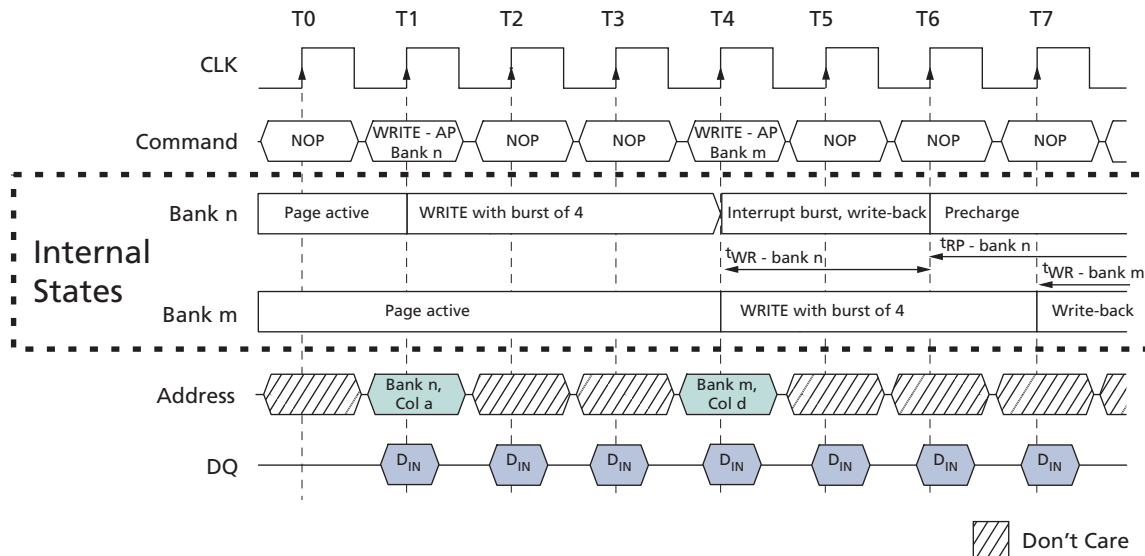 T0 T1 T2 T3 T4 T5 T6 T7
CLK
Command NOP WRITE - AP Bank n NOP NOP WRITE - AP Bank m NOP NOP NOP
Bank n Page active WRITE with burst of 4 Interrupt burst, write-back Precharge
Internal
States
tWR - bank n
tRP - bank n
tWR - bank m
Bank m Page active WRITE with burst of 4 Write-back
Address Bank n, Col a Bank m, Col d
DQ DIN DIN DIN DIN DIN DIN DIN
Don't Care